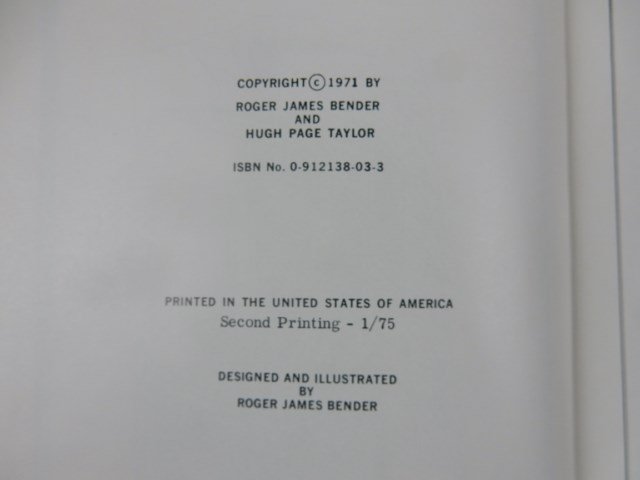 COPYRIGHT © 1971 BY
ROGER JAMES BENDER
AND
HUGH PAGE TAYLOR
ISBN No. 0-912138-03-3
PRINTED IN THE UNITED STATES OF AMERICA
Second Printing - 1/75
DESIGNED AND ILLUSTRATED
BY
ROGER JAMES BENDER